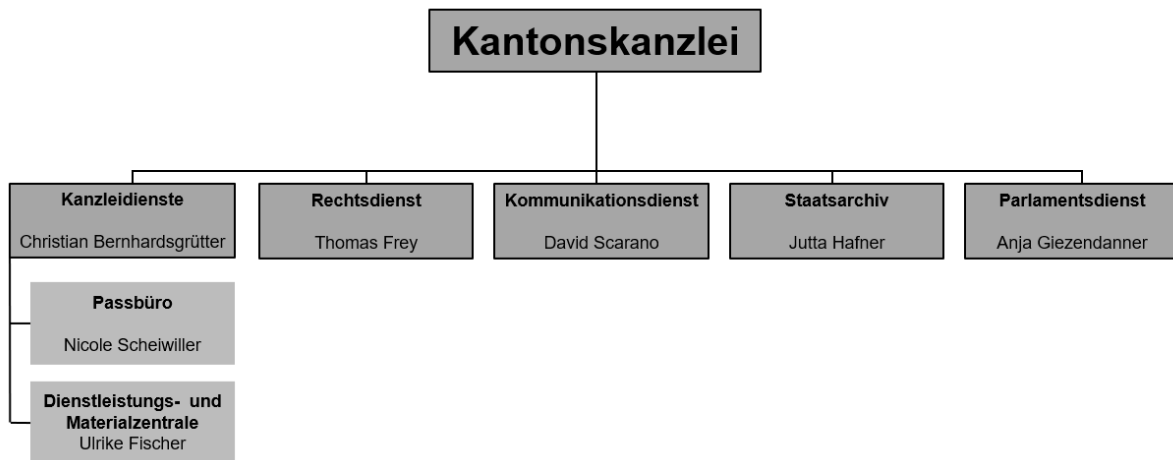 Kantonskanzlei
Kanzleidienste
Christian Bernhardsgrütter
Rechtsdienst
Thomas Frey
Kommunikationsdienst
David Scarano
Staatsarchiv
Jutta Hafner
Parlamentsdienst
Anja Giezendanner
Passbüro
Nicole Scheiwiller
Dienstleistungs- und
Materialzentrale
Ulrike Fischer